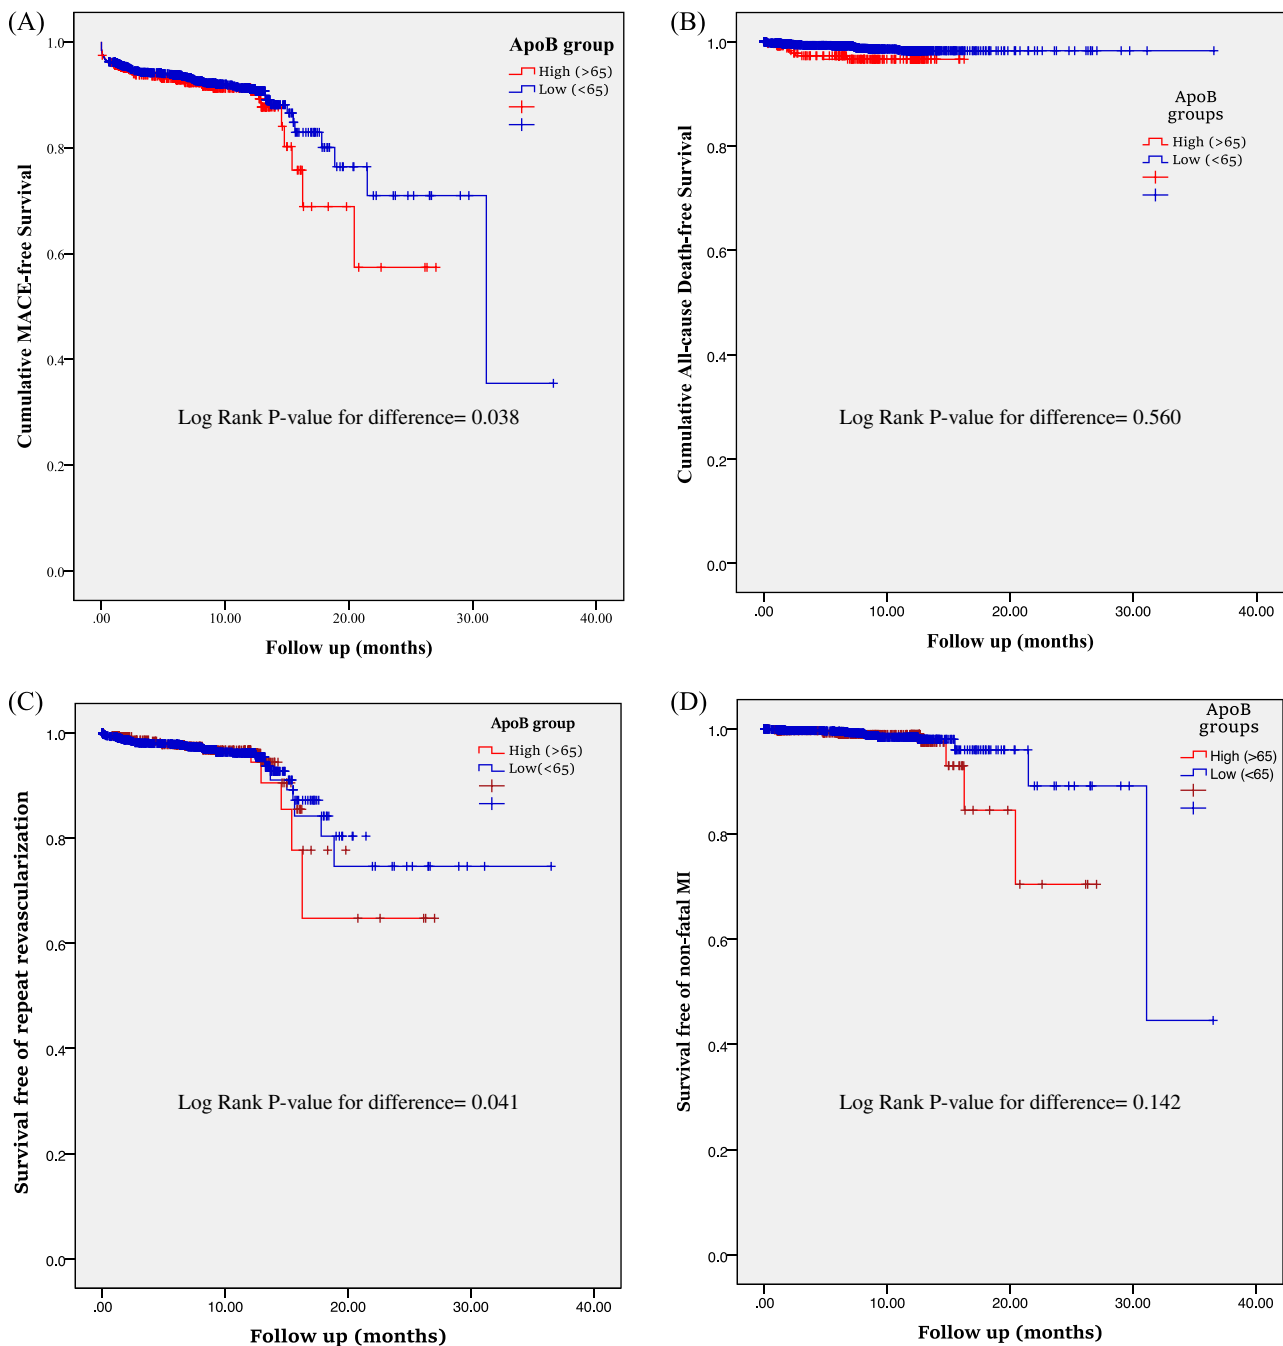 (A)
Cumulative MACE-free Survival
1.0
0.8
0.6
0.4
0.2
0.0
ApoB group
High (>65)
Low (<65)
Log Rank P-value for difference= 0.038
.00 10.00 20.00 30.00 40.00
Follow up (months)
(B)
Cumulative All-cause Death-free Survival
1.0
0.8
0.6
0.4
0.2
0.0
ApoB
groups
High (>65)
Low (<65)
Log Rank P-value for difference= 0.560
.00 10.00 20.00 30.00 40.00
Follow up (months)
(C)
Survival free of repeat revascularization
1.0
0.8
0.6
0.4
0.2
0.0
ApoB group
High (>65)
Low(<65)
Log Rank P-value for difference= 0.041
.00 10.00 20.00 30.00 40.00
Follow up (months)
(D)
Survival free of non-fatal MI
1.0
0.8
0.6
0.4
0.2
0.0
ApoB
groups
High (>65)
Low (<65)
Log Rank P-value for difference= 0.142
.00 10.00 20.00 30.00 40.00
Follow up (months)